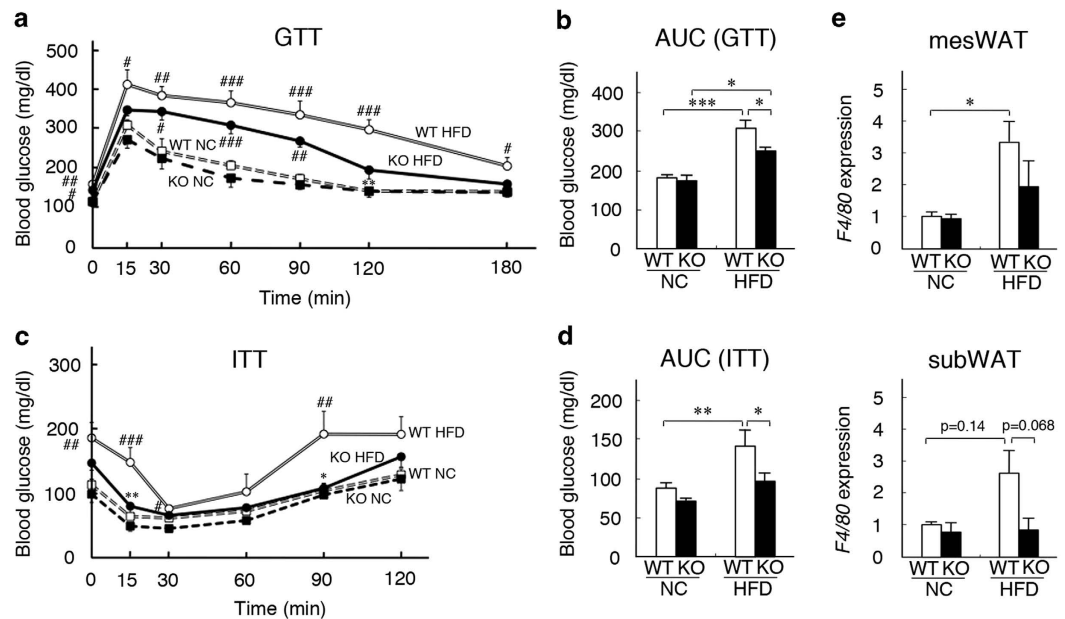 a
GTT
Blood glucose (mg/dl)
500
400
300
200
100
0
#
##
###
###
###
#
WT HFD
KO HFD
#
###
##
**
WT NC
KO NC
##
#
0 15 30 60 90 120 180
Time (min)
b
AUC (GTT)
Blood glucose (mg/dl)
400
300
200
100
0
*
***
*
WT KO WT KO
NC HFD
e
mesWAT
F4/80 expression
5
4
3
2
1
0
*
WT KO WT KO
NC HFD
c
ITT
Blood glucose (mg/dl)
300
200
100
0
##
###
**
#
##
*
WT HFD
KO HFD
WT NC
KO NC
0 15 30 60 90 120
Time (min)
d
AUC (ITT)
Blood glucose (mg/dl)
200
150
100
50
0
**
*
WT KO WT KO
NC HFD
subWAT
F4/80 expression
5
4
3
2
1
0
p=0.14
p=0.068
WT KO WT KO
NC HFD